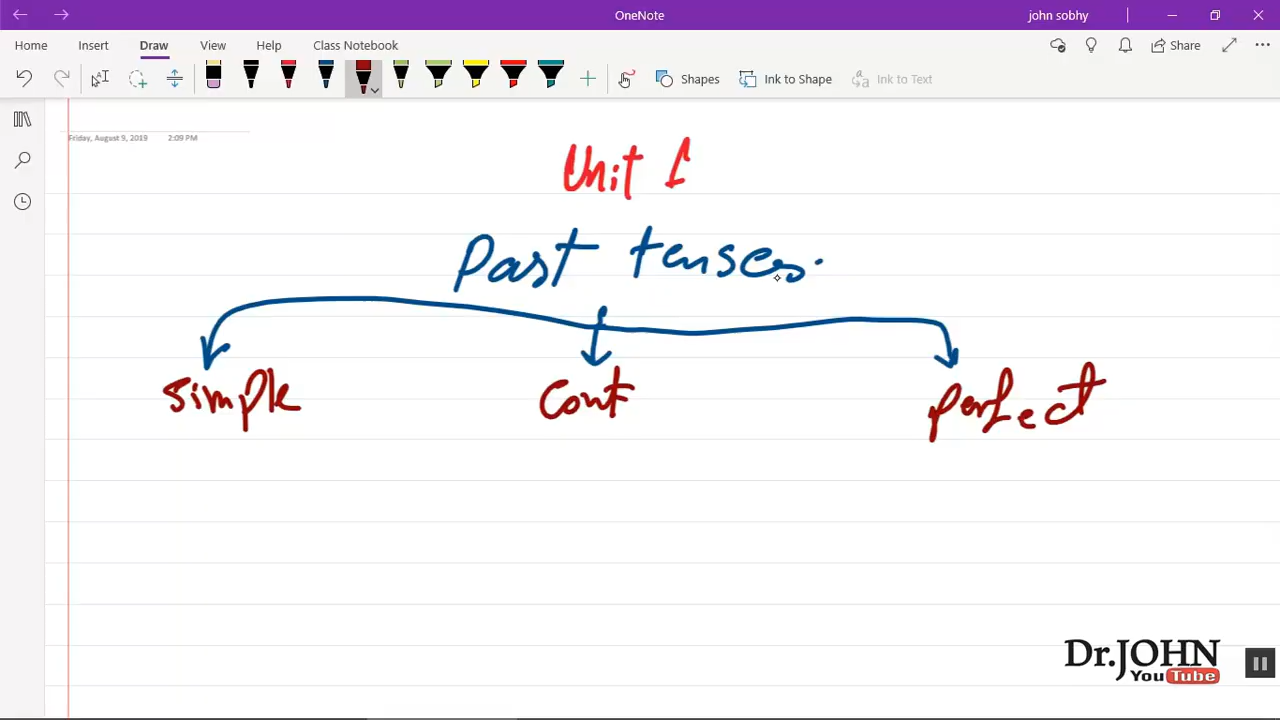 OneNote
john sobhy
Home Insert Draw View Help Class Notebook
Share
Shapes Ink to Shape Ink to Text
Friday, August 9, 2019 2:09 PM
Unit 1
Past tenses.
simple cont perfect
Dr.JOHN
YouTube